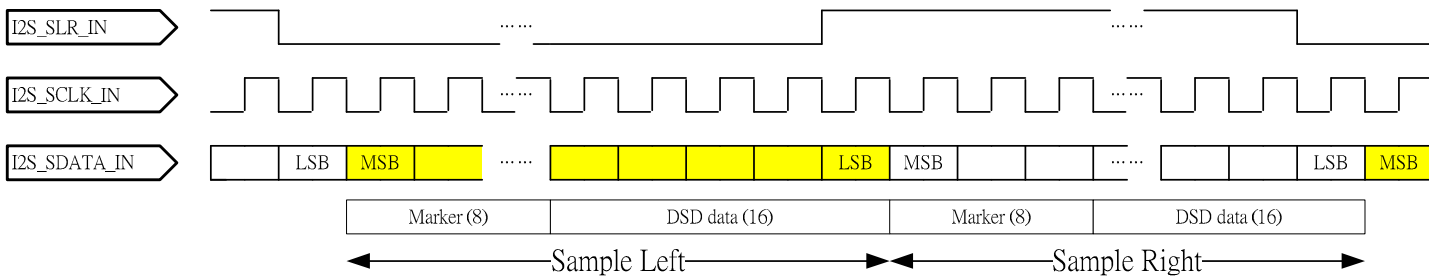 I2S_SLR_IN
······
······
I2S_SCLK_IN
······
······
I2S_SDATA_IN
LSB MSB ······ LSB MSB ······ LSB MSB
Marker (8) DSD data (16) Marker (8) DSD data (16)
Sample Left Sample Right